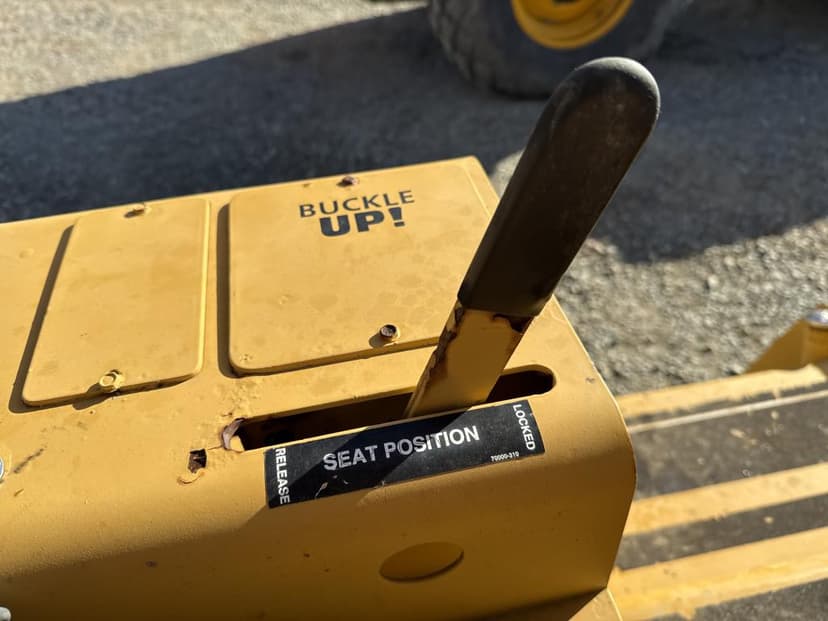 BUCKLE
UP!
RELEASE
SEAT POSITION
LOCKED
70000-310